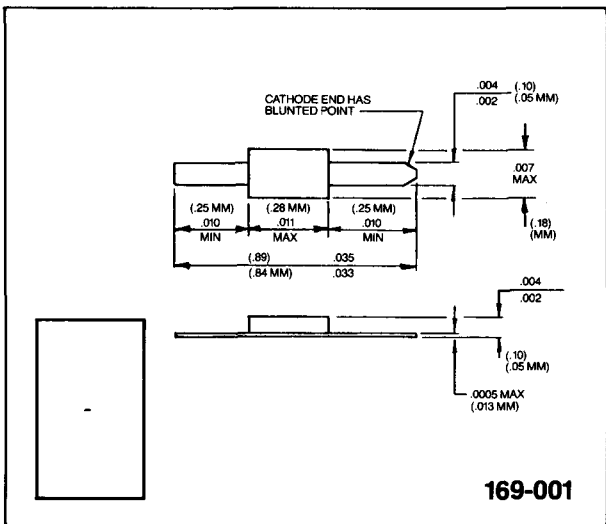 .004 (.10)
.002 (.05 MM)
CATHODE END HAS
BLUNTED POINT
.007
MAX
(.25 MM) (.28 MM) (.25 MM)
.010 .011 .010
MIN MAX MIN
(.18)
(MM)
(.89) .035
(.84 MM) .033
.004
.002
(.10)
(.05 MM)
.0005 MAX
(.013 MM)
169-001